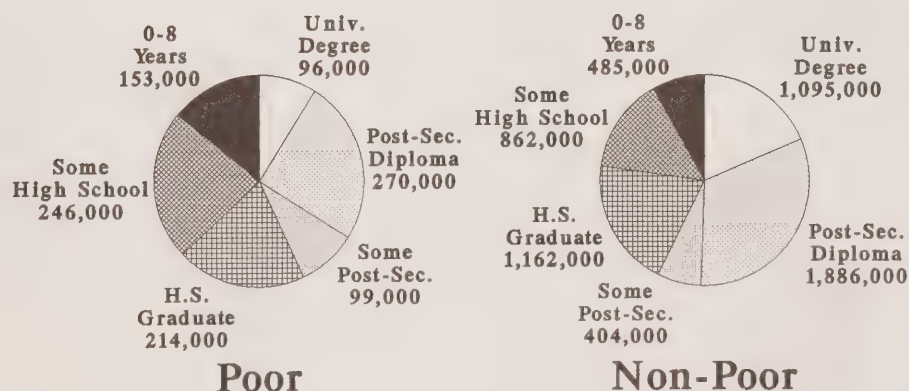 0-8
Years
153,000
Univ.
Degree
96,000
Post-Sec.
Diploma
270,000
Some
Post-Sec.
99,000
H.S.
Graduate
214,000
Some
High School
246,000
Poor
0-8
Years
485,000
Univ.
Degree
1,095,000
Post-Sec.
Diploma
1,886,000
Some
Post-Sec.
404,000
H.S.
Graduate
1,162,000
Some
High School
862,000
Non-Poor